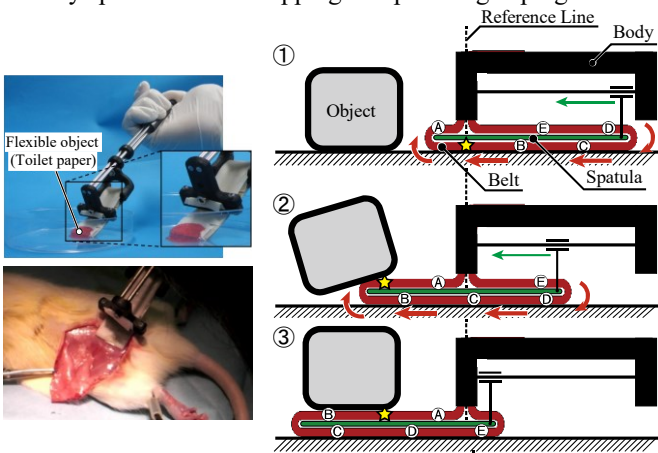 Reference Line
Body
①
Object
A
E
D
B
C
Belt
Spatula
Flexible object
(Toilet paper)
②
A
E
B
C
D
③
B
A
C
D
E